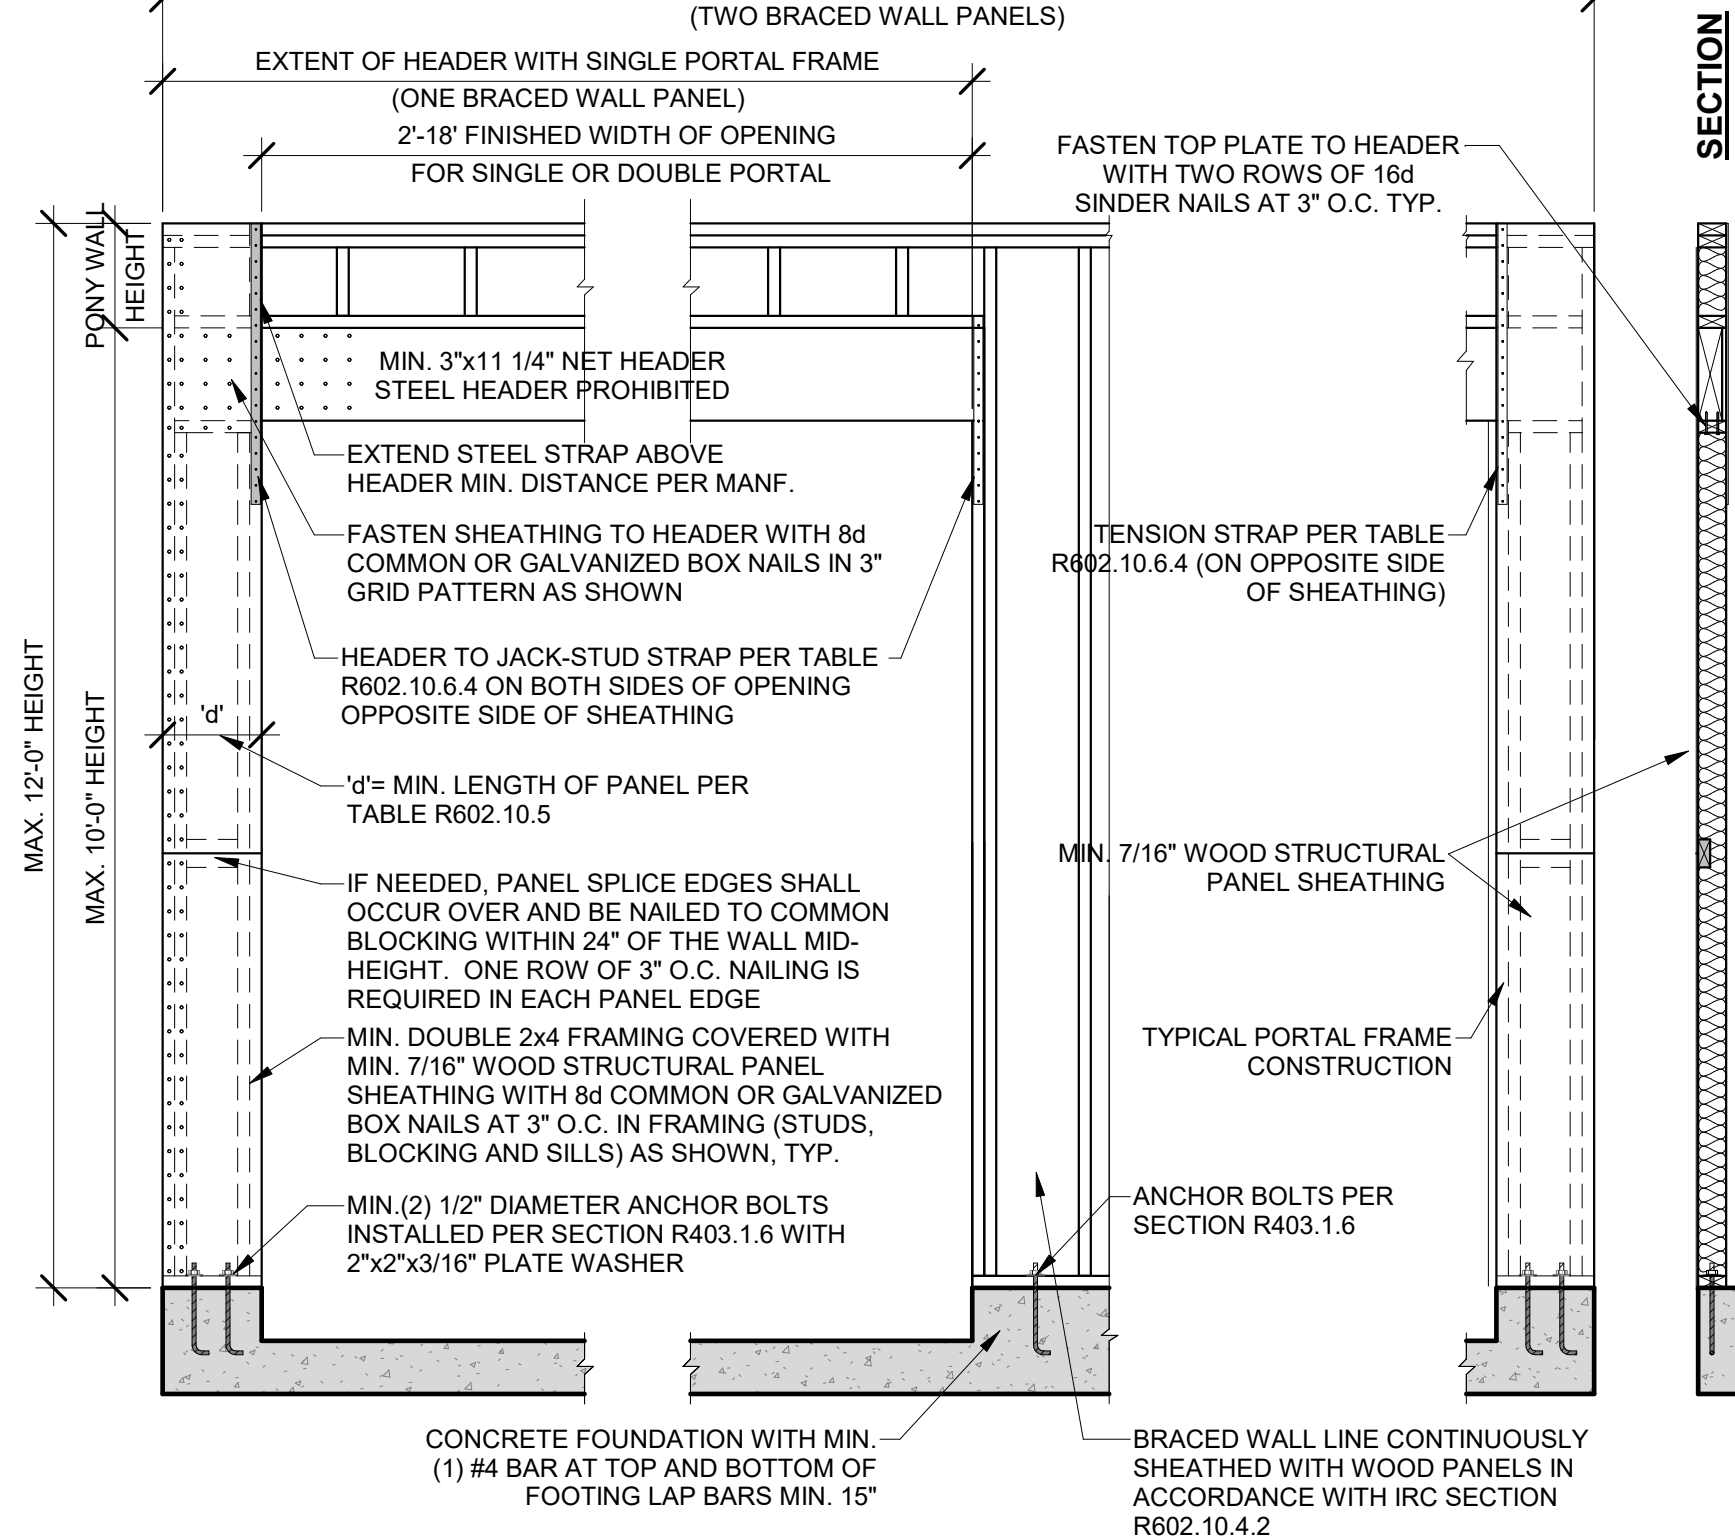 (TWO BRACED WALL PANELS)
EXTENT OF HEADER WITH SINGLE PORTAL FRAME
(ONE BRACED WALL PANEL)
2'-18' FINISHED WIDTH OF OPENING
FOR SINGLE OR DOUBLE PORTAL
FASTEN TOP PLATE TO HEADER
WITH TWO ROWS OF 16d
SINDER NAILS AT 3" O.C. TYP.
SECTION
PONY WALL
HEIGHT
MIN. 3"x11 1/4" NET HEADER
STEEL HEADER PROHIBITED
EXTEND STEEL STRAP ABOVE
HEADER MIN. DISTANCE PER MANF.
FASTEN SHEATHING TO HEADER WITH 8d
COMMON OR GALVANIZED BOX NAILS IN 3"
GRID PATTERN AS SHOWN
TENSION STRAP PER TABLE
R602.10.6.4 (ON OPPOSITE SIDE
OF SHEATHING)
HEADER TO JACK-STUD STRAP PER TABLE
R602.10.6.4 ON BOTH SIDES OF OPENING
OPPOSITE SIDE OF SHEATHING
MAX. 12'-0" HEIGHT
MAX. 10'-0" HEIGHT
'd'
'd'= MIN. LENGTH OF PANEL PER
TABLE R602.10.5
MIN. 7/16" WOOD STRUCTURAL
PANEL SHEATHING
IF NEEDED, PANEL SPLICE EDGES SHALL
OCCUR OVER AND BE NAILED TO COMMON
BLOCKING WITHIN 24" OF THE WALL MID-
HEIGHT.  ONE ROW OF 3" O.C. NAILING IS
REQUIRED IN EACH PANEL EDGE
MIN. DOUBLE 2x4 FRAMING COVERED WITH
MIN. 7/16" WOOD STRUCTURAL PANEL
SHEATHING WITH 8d COMMON OR GALVANIZED
BOX NAILS AT 3" O.C. IN FRAMING (STUDS,
BLOCKING AND SILLS) AS SHOWN, TYP.
TYPICAL PORTAL FRAME
CONSTRUCTION
MIN.(2) 1/2" DIAMETER ANCHOR BOLTS
INSTALLED PER SECTION R403.1.6 WITH
2"x2"x3/16" PLATE WASHER
ANCHOR BOLTS PER
SECTION R403.1.6
CONCRETE FOUNDATION WITH MIN.
(1) #4 BAR AT TOP AND BOTTOM OF
FOOTING LAP BARS MIN. 15"
BRACED WALL LINE CONTINUOUSLY
SHEATHED WITH WOOD PANELS IN
ACCORDANCE WITH IRC SECTION
R602.10.4.2